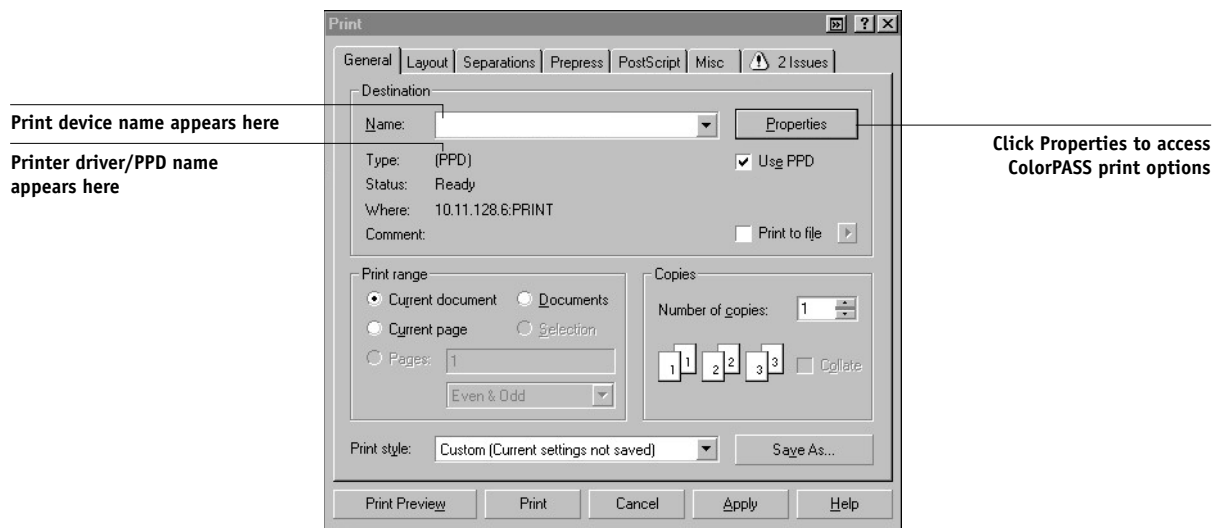 Print
General Layout Separations Prepress PostScript Misc 2 Issues
Destination
Print device name appears here
Name:
Properties
Click Properties to access
ColorPASS print options
Printer driver/PPD name
appears here
Type: (PPD)
Use PPD
Status: Ready
Where: 10.11.128.6:PRINT
Comment:
Print to file
Print range
Current document Documents
Current page Selection
Pages: 1
Even & Odd
Copies
Number of copies: 1
1 1 2 2 3 3
Collate
Print style: Custom (Current settings not saved)
Save As...
Print Preview Print Cancel Apply Help